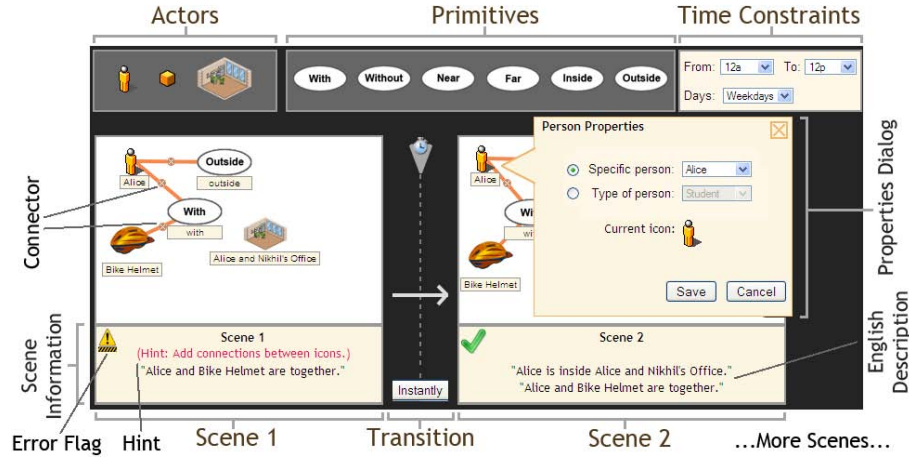 Actors
Primitives
Time Constraints
With
Without
Near
Far
Inside
Outside
From: 12a To: 12p
Days: Weekdays
Alice
Outside
outside
With
with
Bike Helmet
Alice and Nikhil's Office
Alice
Wi
wi
Bike Helmet
Person Properties
Specific person: Alice
Type of person: Student
Current icon:
Save Cancel
Connector
Properties Dialog
Scene Information
English Description
Scene 1
(Hint: Add connections between icons.)
"Alice and Bike Helmet are together."
Instantly
Scene 2
"Alice is inside Alice and Nikhil's Office."
"Alice and Bike Helmet are together."
Error Flag
Hint
Scene 1
Transition
Scene 2
...More Scenes...